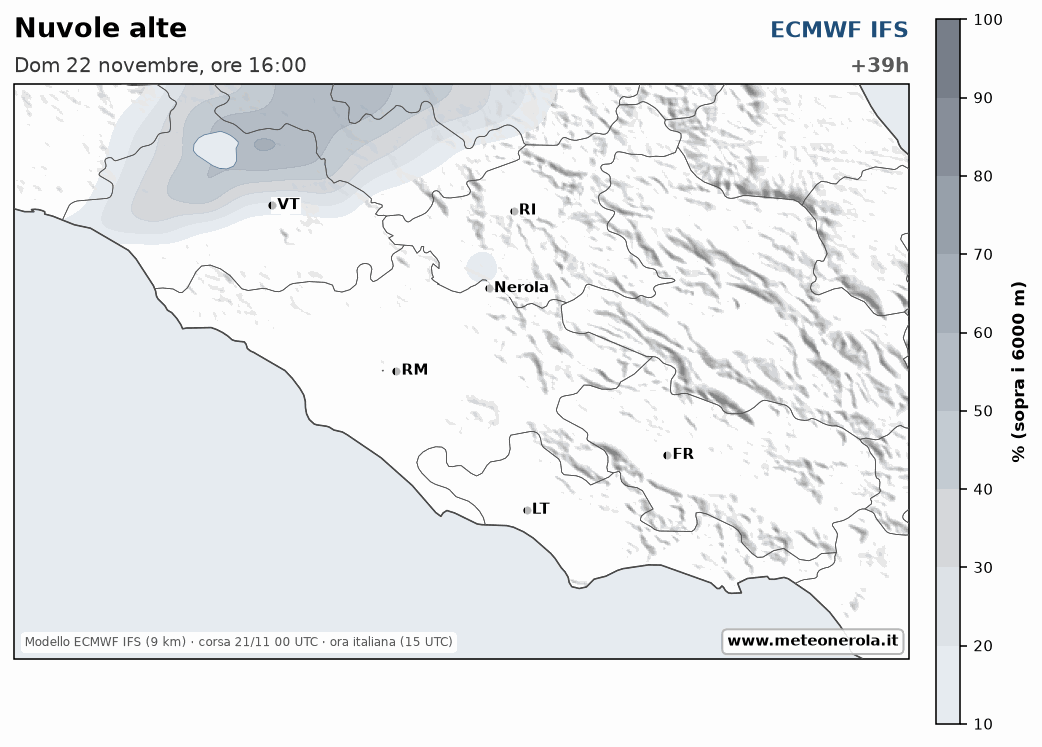 Nuvole alte
ECMWF IFS
Dom 22 novembre, ore 16:00
+39h
VT
RI
Nerola
RM
FR
LT
Modello ECMWF IFS (9 km) · corsa 21/11 00 UTC · ora italiana (15 UTC)
www.meteonerola.it
100
90
80
70
60
50
40
30
20
10
% (sopra i 6000 m)